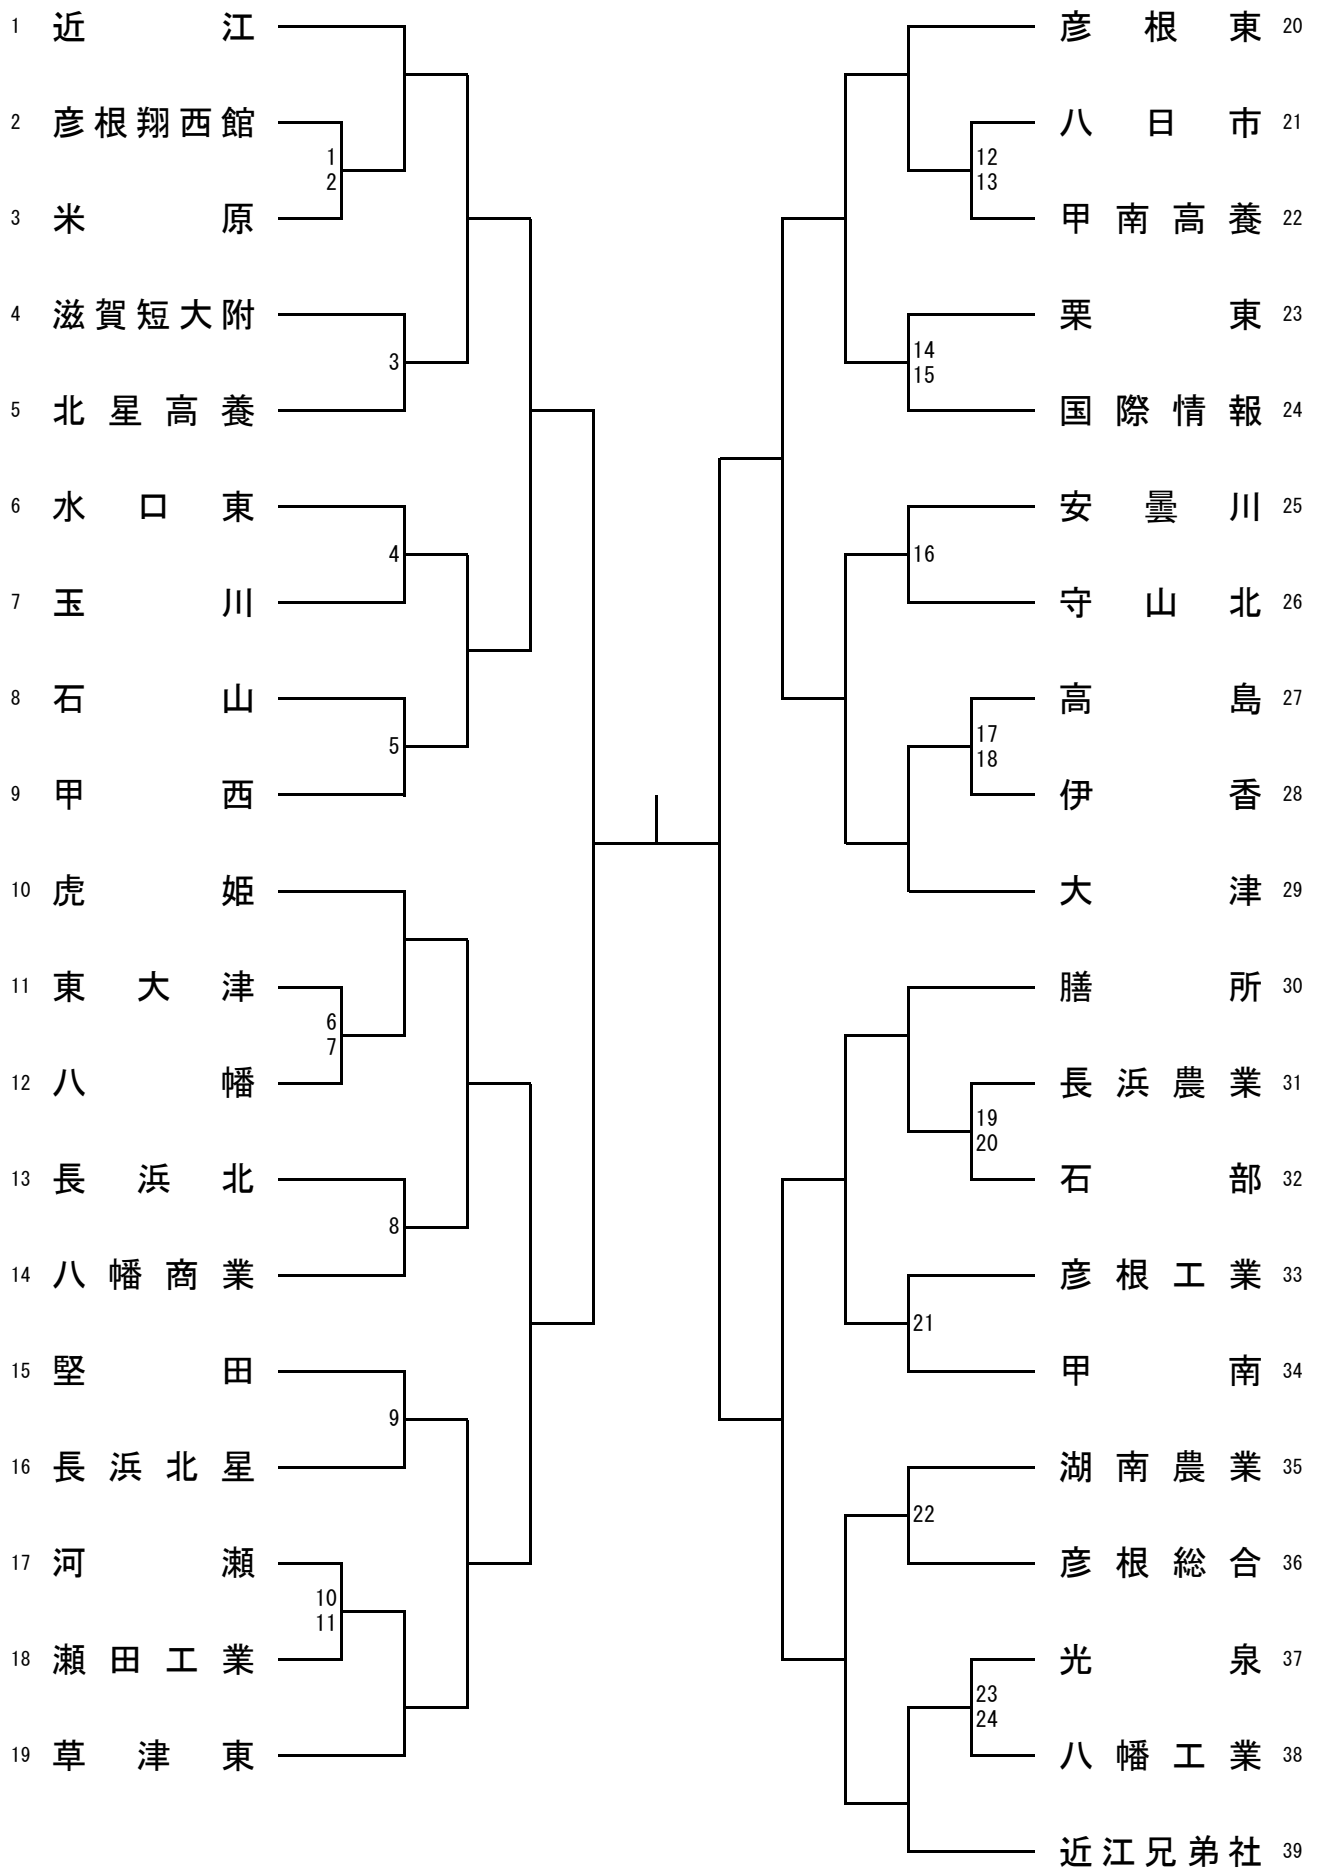 1 近江
2 彦根翔西館
1
2
3 米原
4 滋賀短大附
3
5 北星高養
6 水口東
4
7 玉川
8 石山
5
9 甲西
10 虎姫
11 東大津
6
7
12 八幡
13 長浜北
8
14 八幡商業
15 堅田
9
16 長浜北星
17 河瀬
10
11
18 瀬田工業
19 草津東
彦根東 20
八日市 21
12
13
甲南高養 22
栗東 23
14
15
国際情報 24
安曇川 25
16
守山北 26
高島 27
17
18
伊香 28
大津 29
膳所 30
長浜農業 31
19
20
石部 32
彦根工業 33
21
甲南 34
湖南農業 35
22
彦根総合 36
光泉 37
23
24
八幡工業 38
近江兄弟社 39